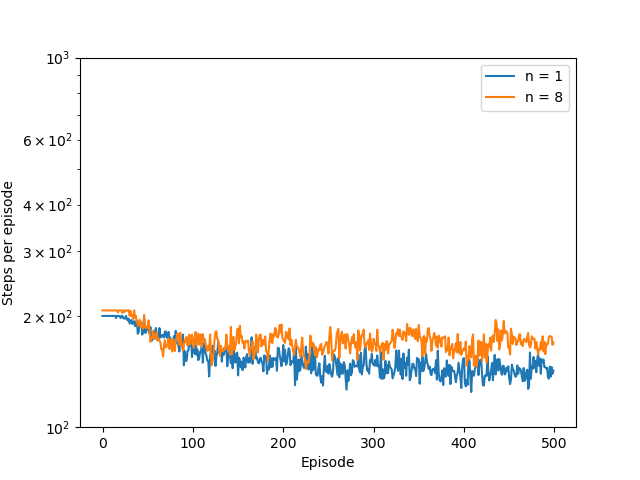 n = 1
n = 8
10³
6 × 10²
4 × 10²
3 × 10²
2 × 10²
10²
Steps per episode
0 100 200 300 400 500
Episode